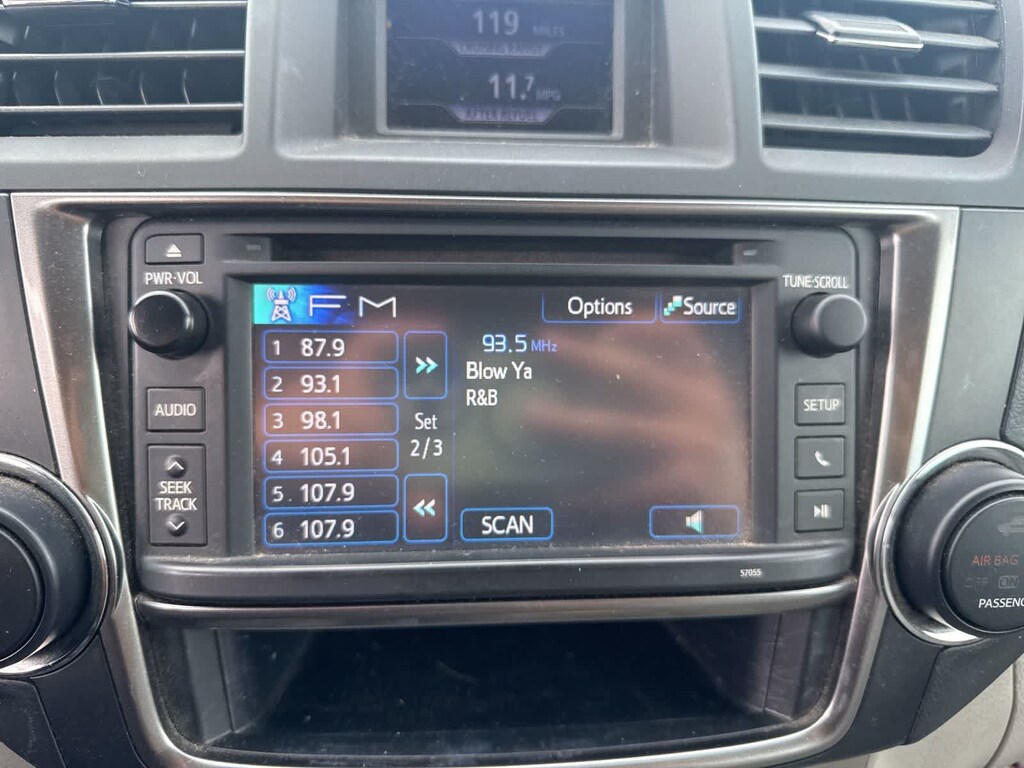 119 MILES
11.7 MPG
AFTER REFUEL
PWR·VOL
TUNE·SCROLL
FM
Options
Source
1 87.9
2 93.1
3 98.1
4 105.1
5. 107.9
6 107.9
Set
2/3
93.5 MHz
Blow Ya
R&B
SCAN
AUDIO
SEEK
TRACK
SETUP
57055
AIR BAG
OFF ON
PASSENG